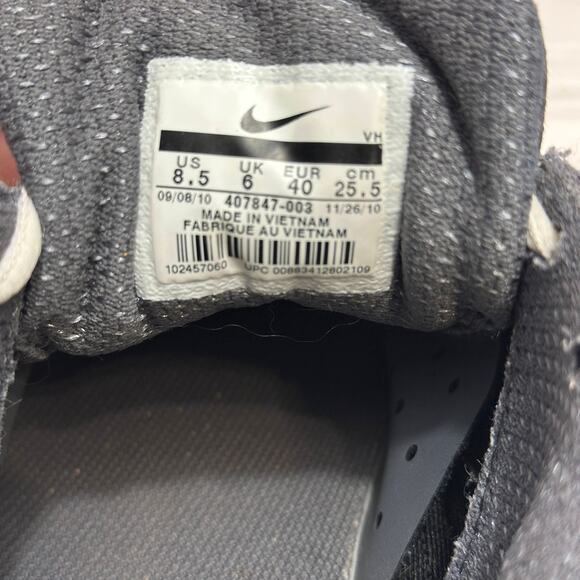 VH
US UK EUR cm
8.5 6 40 25.5
09/08/10 407847-003 11/26/10
MADE IN VIETNAM
FABRIQUE AU VIETNAM
102457060 UPC 00883412802109